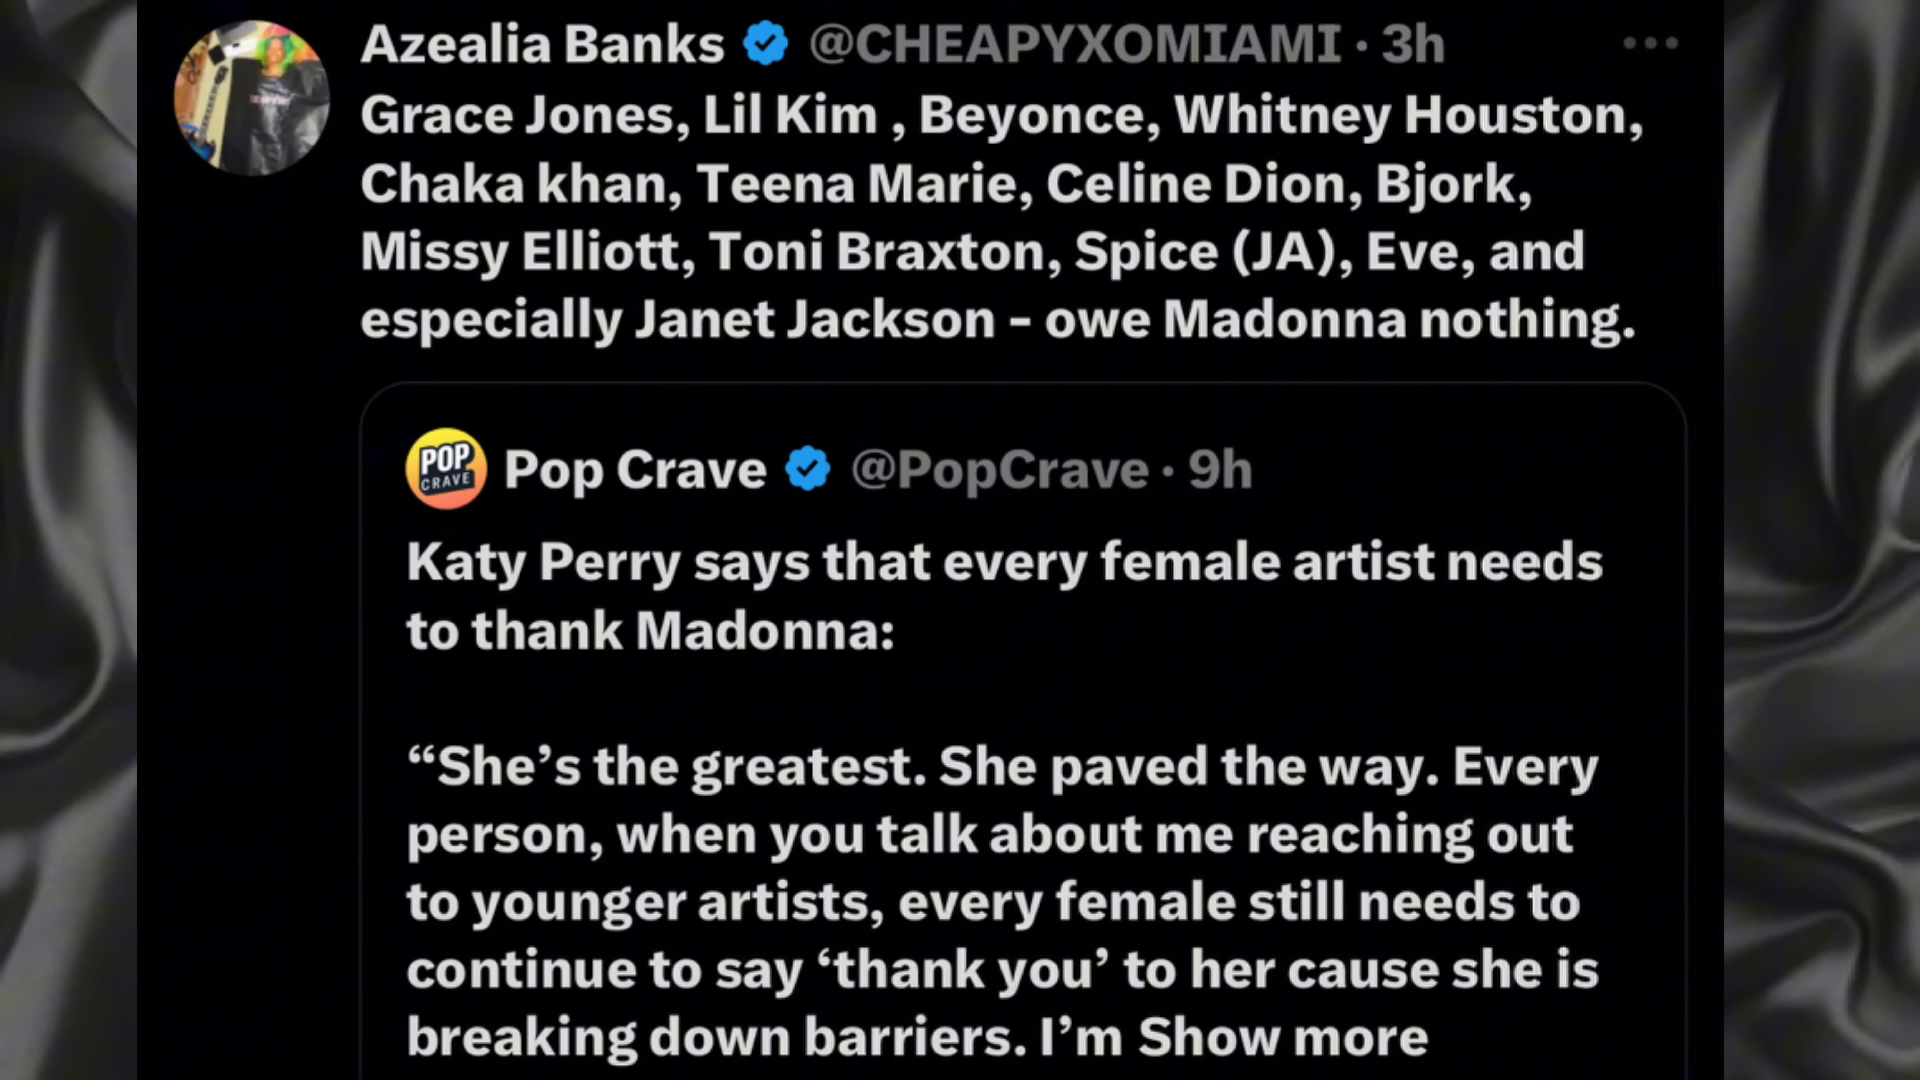 Azealia Banks @CHEAPYXOMIAMI · 3h
Grace Jones, Lil Kim , Beyonce, Whitney Houston,
Chaka khan, Teena Marie, Celine Dion, Bjork,
Missy Elliott, Toni Braxton, Spice (JA), Eve, and
especially Janet Jackson - owe Madonna nothing.
POP
CRAVE
Pop Crave @PopCrave · 9h
Katy Perry says that every female artist needs
to thank Madonna:
“She’s the greatest. She paved the way. Every
person, when you talk about me reaching out
to younger artists, every female still needs to
continue to say ‘thank you’ to her cause she is
breaking down barriers. I’m Show more